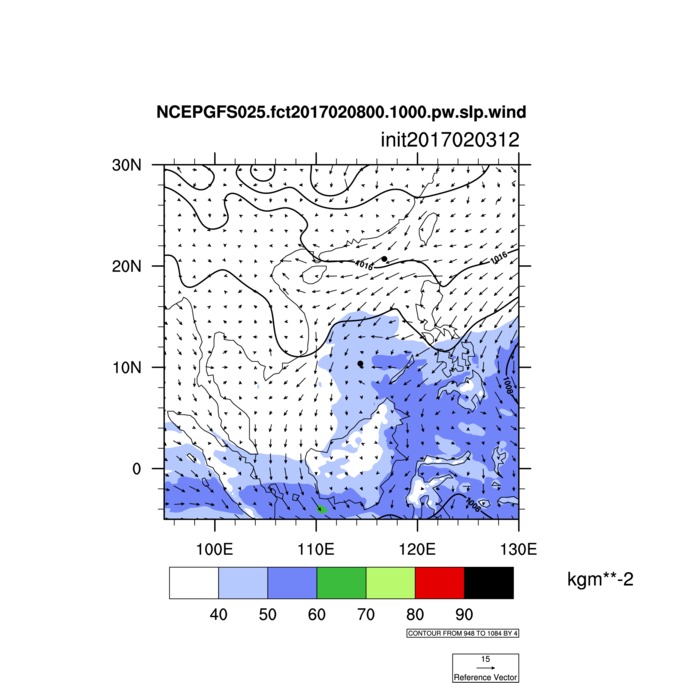 NCEPGFS025.fct2017020800.1000.pw.slp.wind
init2017020312
30N
20N
10N
0
1016
1016
1008
1008
100E 110E 120E 130E
kgm**-2
40 50 60 70 80 90
CONTOUR FROM 948 TO 1084 BY 4
15
Reference Vector